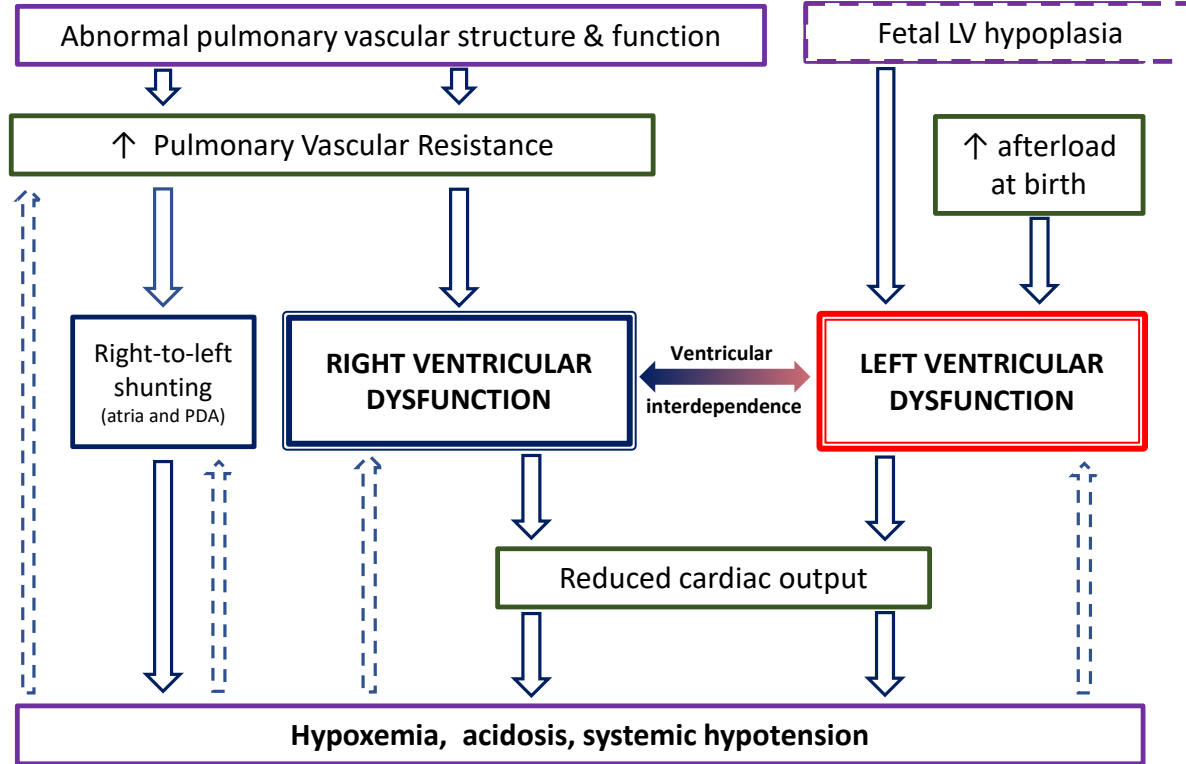 Abnormal pulmonary vascular structure & function
Fetal LV hypoplasia
↑ Pulmonary Vascular Resistance
↑ afterload
at birth
Right-to-left
shunting
(atria and PDA)
RIGHT VENTRICULAR
DYSFUNCTION
Ventricular
interdependence
LEFT VENTRICULAR
DYSFUNCTION
Reduced cardiac output
Hypoxemia, acidosis, systemic hypotension